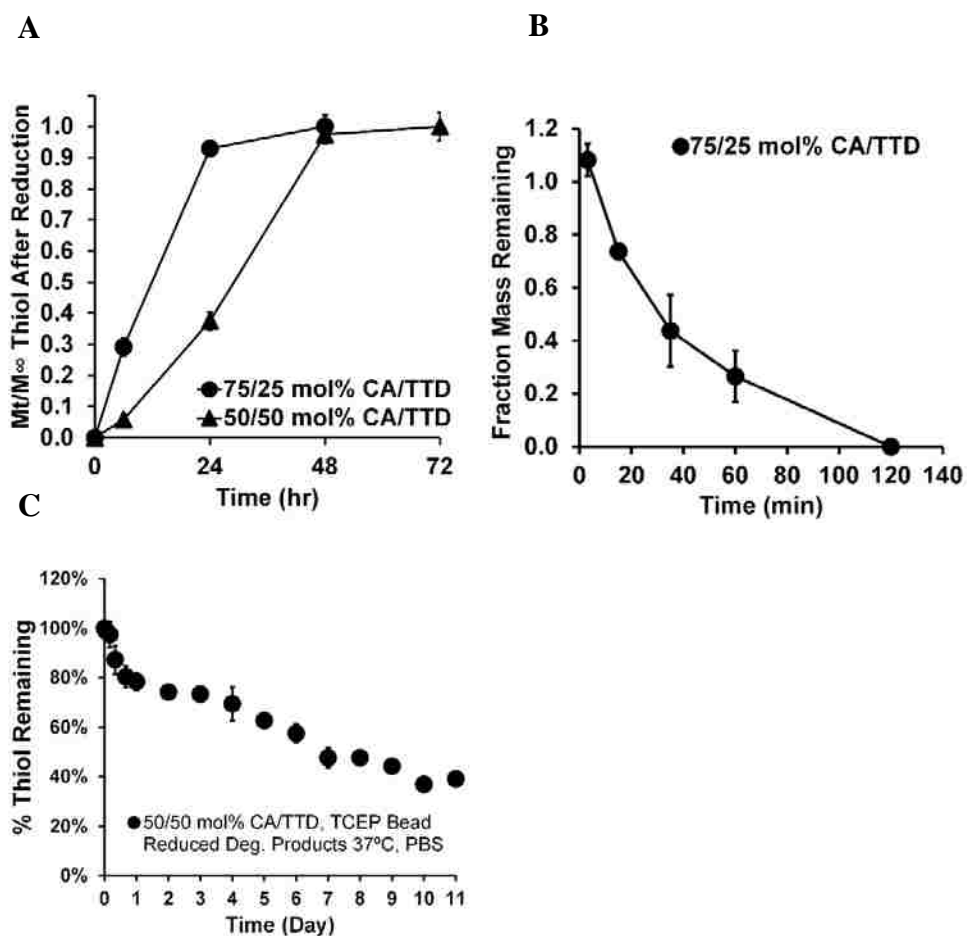 A
Mt/M∞ Thiol After Reduction
1.0
0.9
0.8
0.7
0.6
0.5
0.4
0.3
0.2
0.1
0.0
75/25 mol% CA/TTD
50/50 mol% CA/TTD
0 24 48 72
Time (hr)
B
Fraction Mass Remaining
1.2
1.0
0.8
0.6
0.4
0.2
0.0
75/25 mol% CA/TTD
0 20 40 60 80 100 120 140
Time (min)
C
% Thiol Remaining
120%
100%
80%
60%
40%
20%
0%
50/50 mol% CA/TTD, TCEP Bead
Reduced Deg. Products 37ºC, PBS
0 1 2 3 4 5 6 7 8 9 10 11
Time (Day)